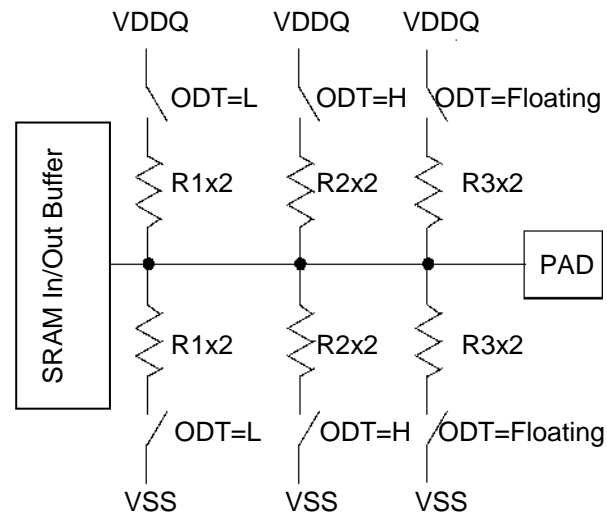 VDDQ VDDQ VDDQ
ODT=L ODT=H ODT=Floating
R1x2 R2x2 R3x2
SRAM In/Out Buffer
PAD
R1x2 R2x2 R3x2
ODT=L ODT=H ODT=Floating
VSS VSS VSS